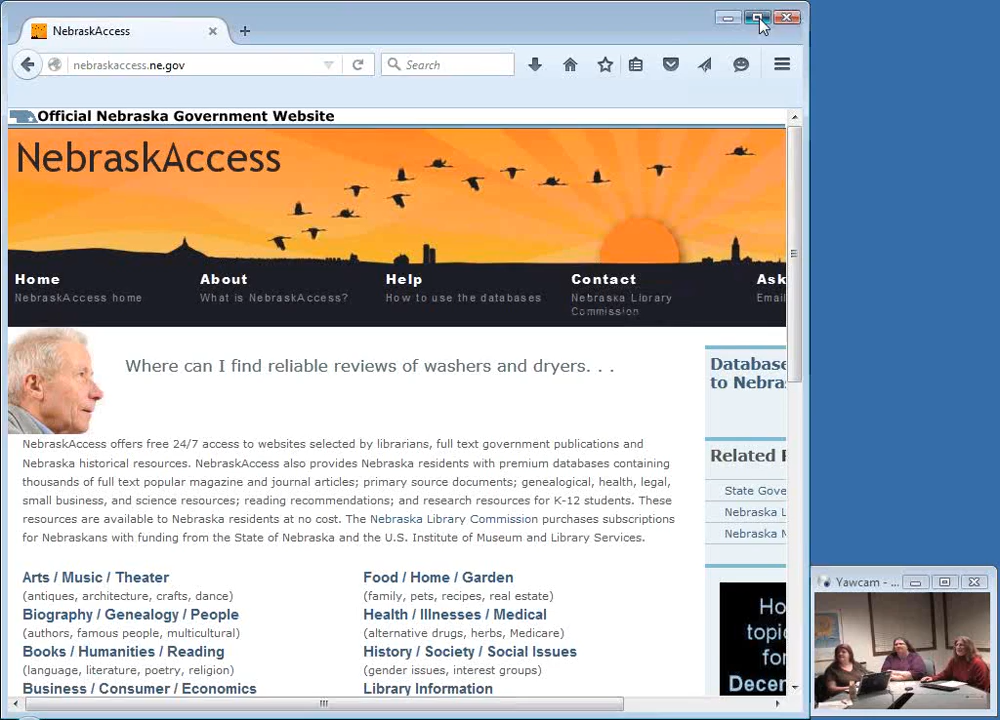 NebraskAccess
nebraskaccess.ne.gov
Search
Official Nebraska Government Website
NebraskAccess
Home
About
Help
Contact
Ask
NebraskAccess home
What is NebraskAccess?
How to use the databases
Nebraska Library
Commission
Email
Where can I find reliable reviews of washers and dryers. . .
NebraskAccess offers free 24/7 access to websites selected by librarians, full text government publications and
Nebraska historical resources. NebraskAccess also provides Nebraska residents with premium databases containing
thousands of full text popular magazine and journal articles; primary source documents; genealogical, health, legal,
small business, and science resources; reading recommendations; and research resources for K-12 students. These
resources are available to Nebraska residents at no cost. The Nebraska Library Commission purchases subscriptions
for Nebraskans with funding from the State of Nebraska and the U.S. Institute of Museum and Library Services.
Arts / Music / Theater
(antiques, architecture, crafts, dance)
Biography / Genealogy / People
(authors, famous people, multicultural)
Books / Humanities / Reading
(language, literature, poetry, religion)
Business / Consumer / Economics
Food / Home / Garden
(family, pets, recipes, real estate)
Health / Illnesses / Medical
(alternative drugs, herbs, Medicare)
History / Society / Social Issues
(gender issues, interest groups)
Library Information
Database
to Nebra
Related
State Gove
Nebraska L
Nebraska
Ho
topi
for
Decem
Yawcam - ...